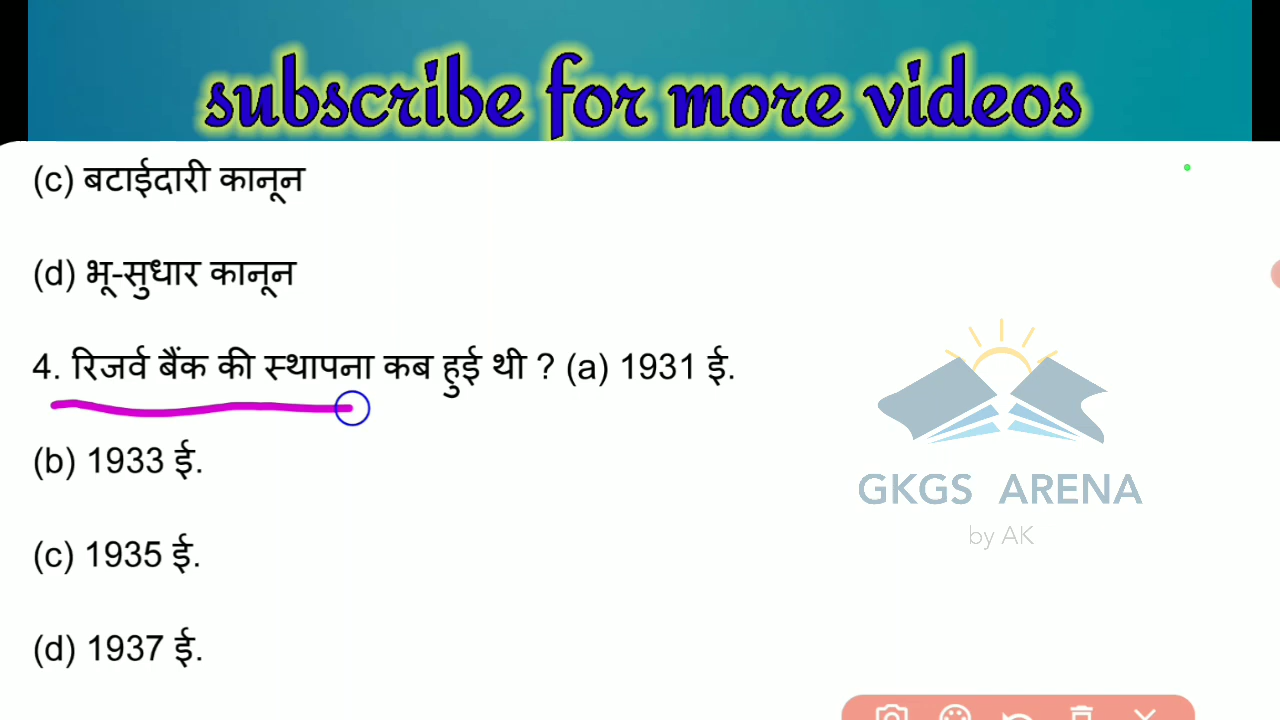 subscribe for more videos
(c) बटाईदारी कानून
(d) भू-सुधार कानून
4. रिजर्व बैंक की स्थापना कब हुई थी ? (a) 1931 ई.
(b) 1933 ई.
(c) 1935 ई.
(d) 1937 ई.
GKGS ARENA
by AK